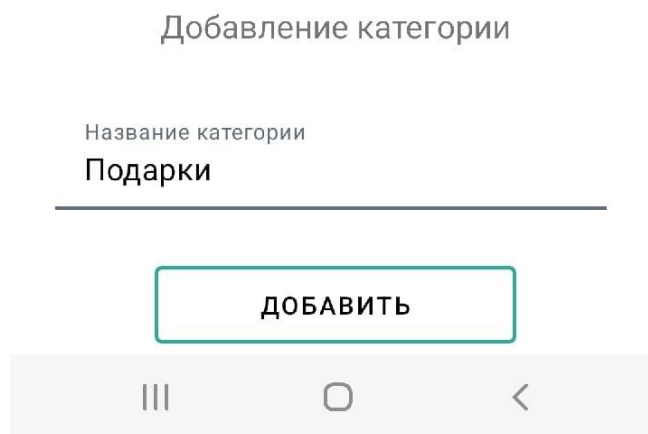 Добавление категории
Название категории
Подарки
ДОБАВИТЬ